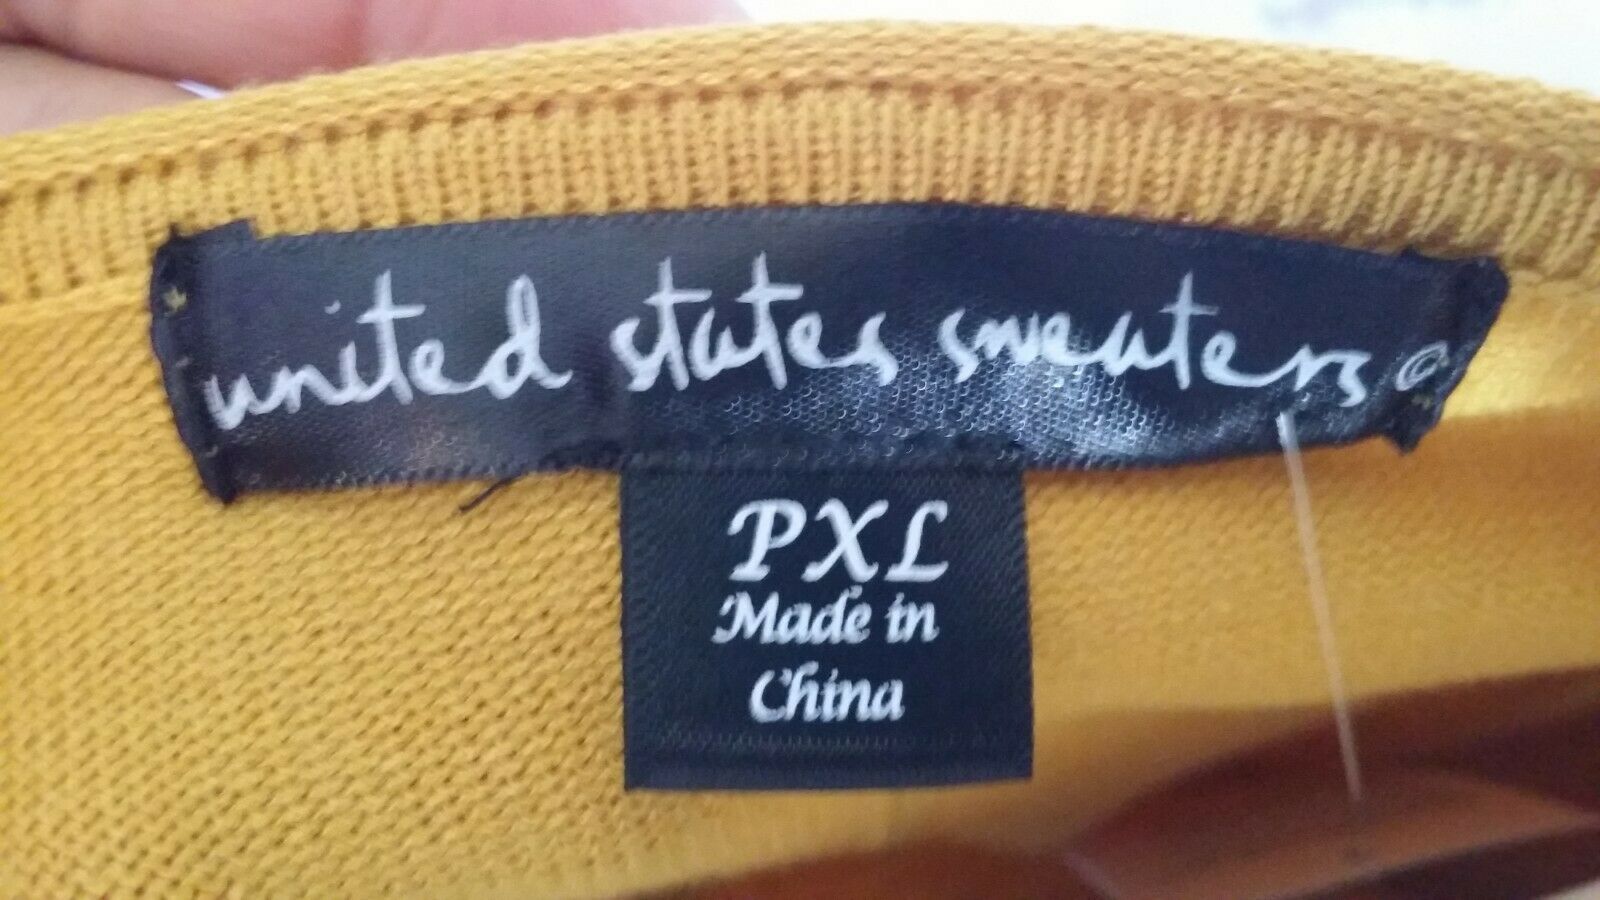 united states sweaters ©
PXL
Made in
China